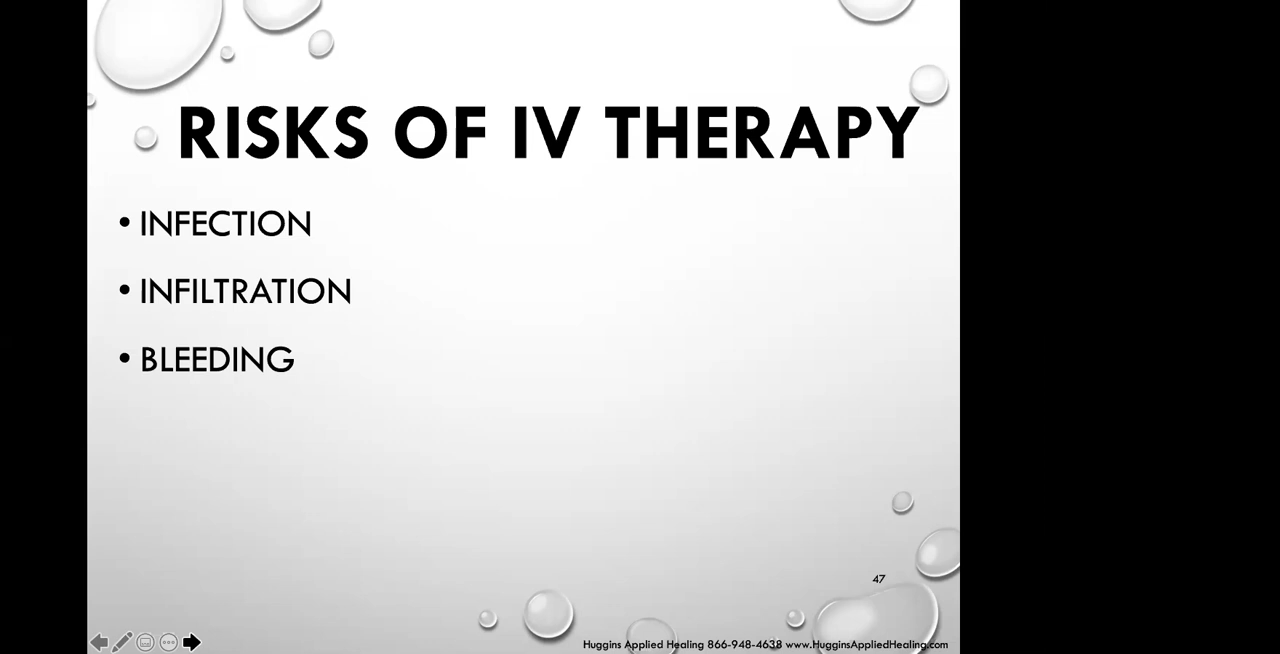 RISKS OF IV THERAPY
• INFECTION
• INFILTRATION
• BLEEDING
47
Huggins Applied Healing 866-948-4638 www.HugginsAppliedHealing.com